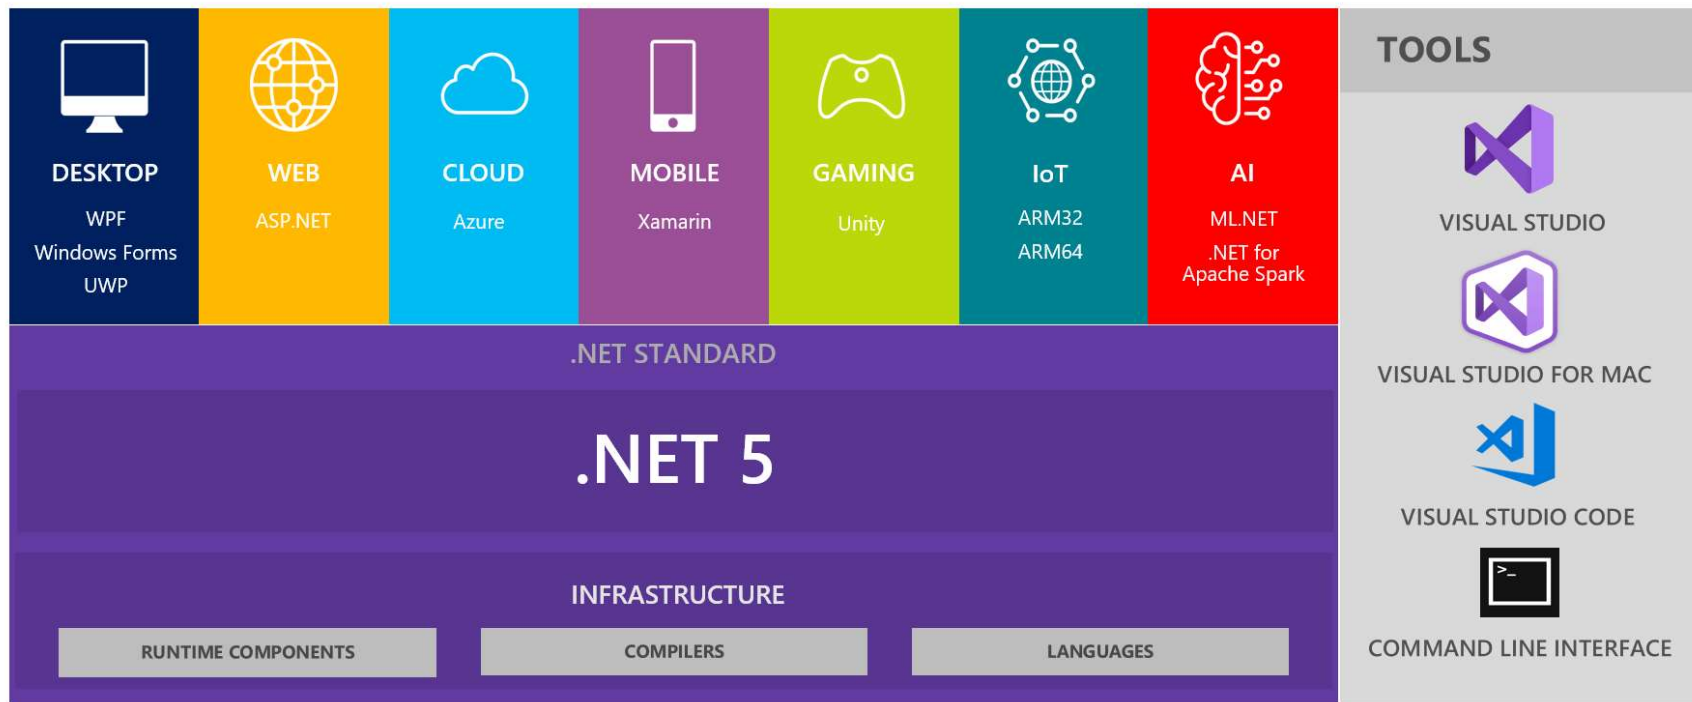 DESKTOP
WPF
Windows Forms
UWP
WEB
ASP.NET
CLOUD
Azure
MOBILE
Xamarin
GAMING
Unity
IoT
ARM32
ARM64
AI
ML.NET
.NET for
Apache Spark
.NET STANDARD
.NET 5
INFRASTRUCTURE
RUNTIME COMPONENTS
COMPILERS
LANGUAGES
TOOLS
VISUAL STUDIO
VISUAL STUDIO FOR MAC
VISUAL STUDIO CODE
>_
COMMAND LINE INTERFACE